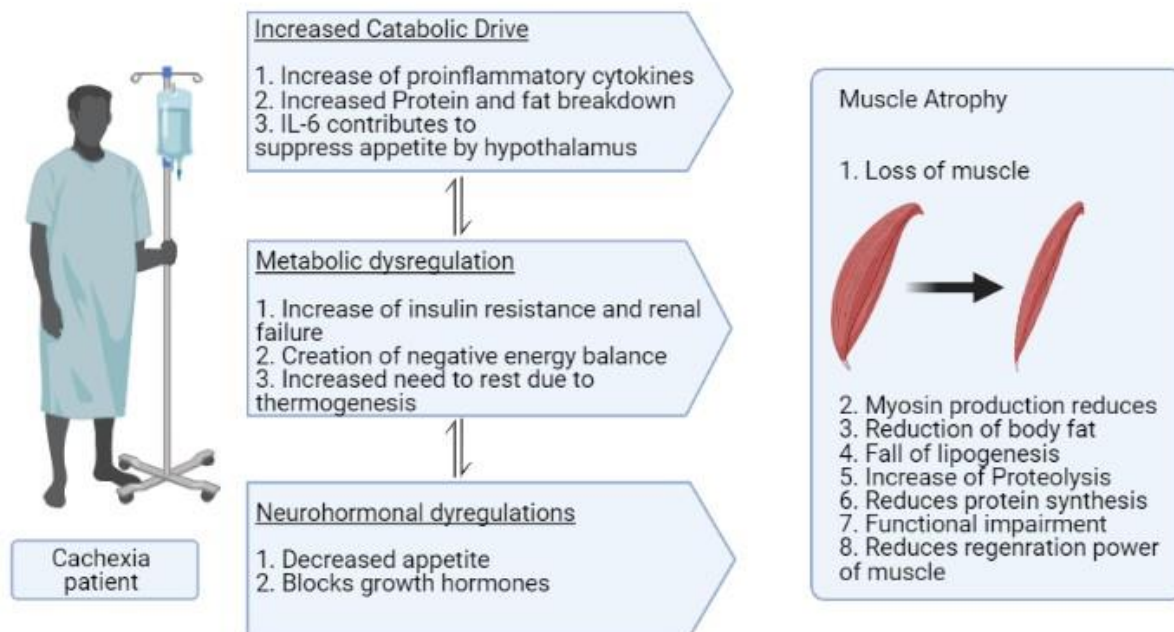 Increased Catabolic Drive
1. Increase of proinflammatory cytokines
2. Increased Protein and fat breakdown
3. IL-6 contributes to
suppress appetite by hypothalamus
Metabolic dysregulation
1. Increase of insulin resistance and renal
failure
2. Creation of negative energy balance
3. Increased need to rest due to
thermogenesis
Neurohormonal dyregulations
1. Decreased appetite
2. Blocks growth hormones
Cachexia
patient
Muscle Atrophy
1. Loss of muscle
2. Myosin production reduces
3. Reduction of body fat
4. Fall of lipogenesis
5. Increase of Proteolysis
6. Reduces protein synthesis
7. Functional impairment
8. Reduces regenration power
of muscle